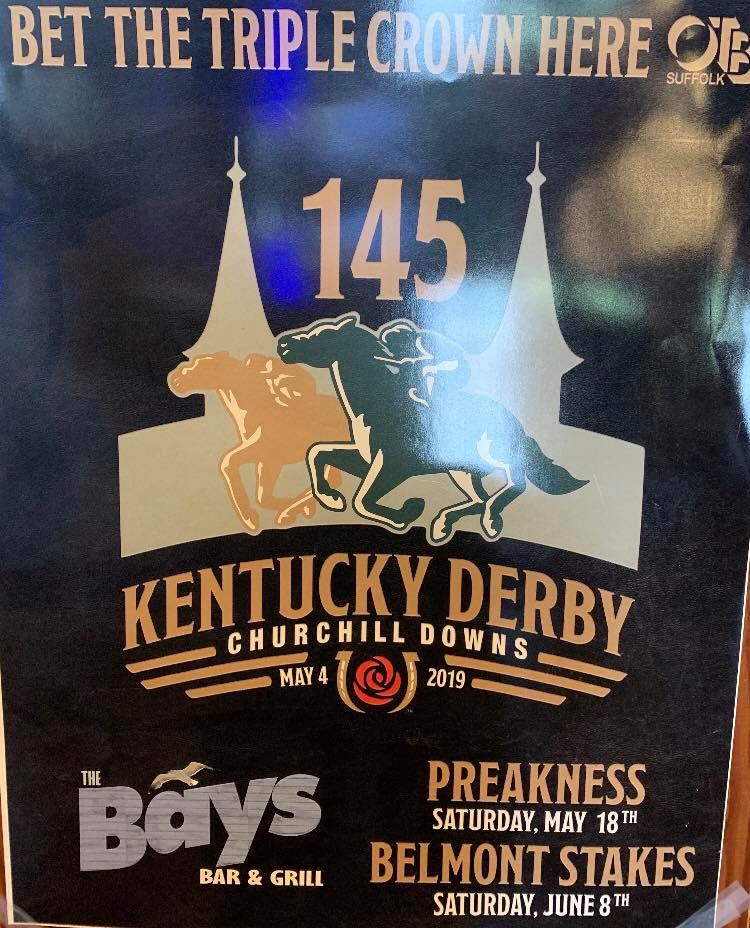 BET THE TRIPLE CROWN HERE
OTB
SUFFOLK
145
KENTUCKY DERBY
CHURCHILL DOWNS
MAY 4 2019
THE
Bays
BAR & GRILL
PREAKNESS
SATURDAY, MAY 18TH
BELMONT STAKES
SATURDAY, JUNE 8TH